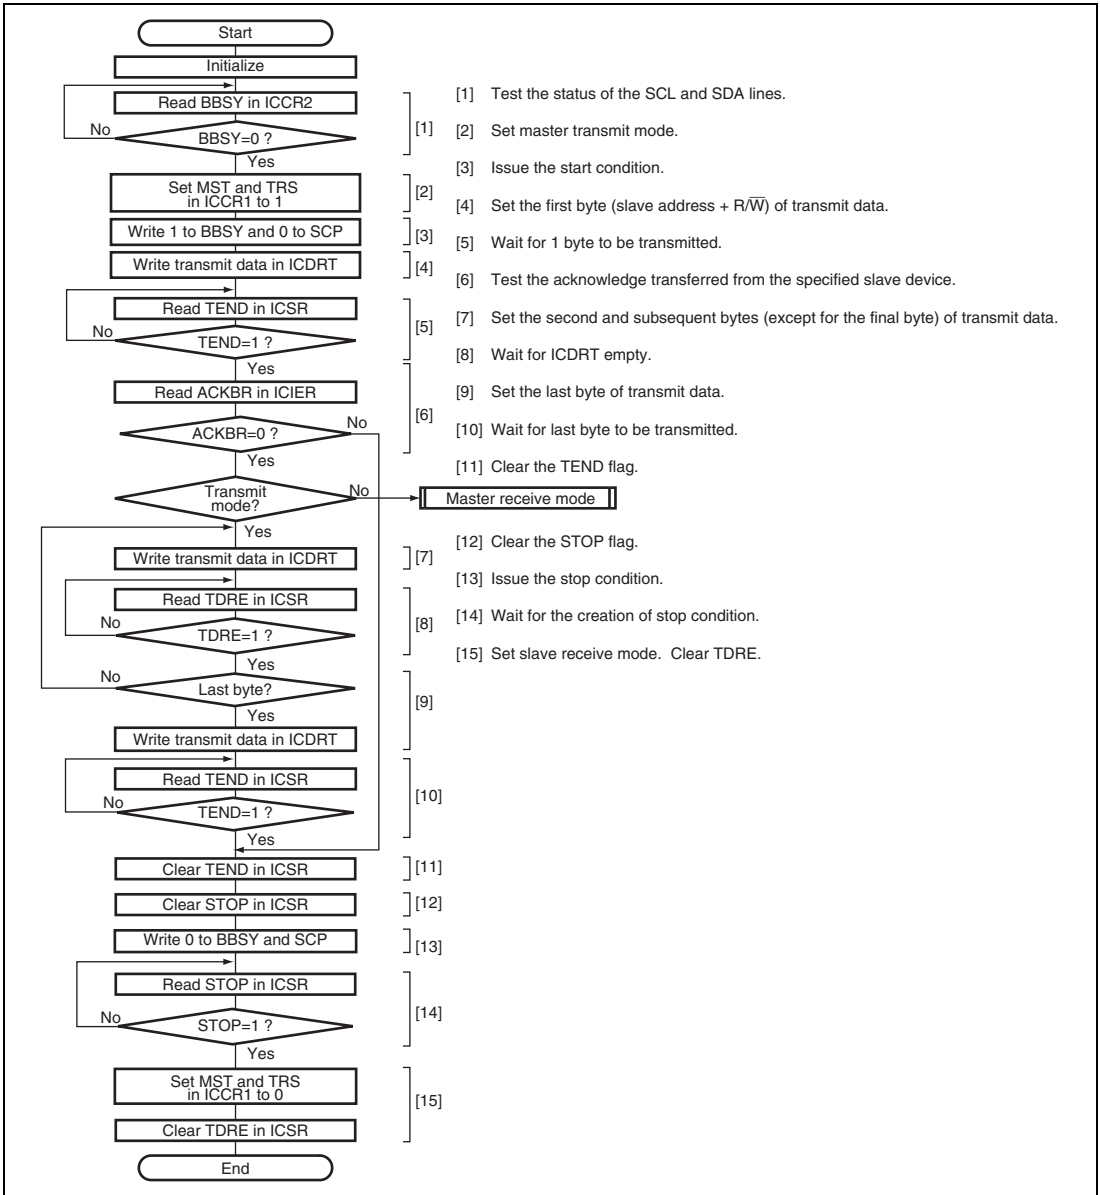 Start
Initialize
Read BBSY in ICCR2
No
BBSY=0 ?
[1]
Yes
Set MST and TRS
in ICCR1 to 1
[2]
Write 1 to BBSY and 0 to SCP
[3]
Write transmit data in ICDRT
[4]
Read TEND in ICSR
No
TEND=1 ?
[5]
Yes
Read ACKBR in ICIER
[6]
ACKBR=0 ?
No
Yes
Transmit
mode?
No
Master receive mode
Yes
Write transmit data in ICDRT
[7]
Read TDRE in ICSR
No
TDRE=1 ?
[8]
Yes
No
Last byte?
[9]
Yes
Write transmit data in ICDRT
Read TEND in ICSR
[10]
No
TEND=1 ?
Yes
Clear TEND in ICSR
[11]
Clear STOP in ICSR
[12]
Write 0 to BBSY and SCP
[13]
Read STOP in ICSR
[14]
No
STOP=1 ?
Yes
Set MST and TRS
in ICCR1 to 0
[15]
Clear TDRE in ICSR
End
[1] Test the status of the SCL and SDA lines.
[2] Set master transmit mode.
[3] Issue the start condition.
[4] Set the first byte (slave address + R/W̅) of transmit data.
[5] Wait for 1 byte to be transmitted.
[6] Test the acknowledge transferred from the specified slave device.
[7] Set the second and subsequent bytes (except for the final byte) of transmit data.
[8] Wait for ICDRT empty.
[9] Set the last byte of transmit data.
[10] Wait for last byte to be transmitted.
[11] Clear the TEND flag.
[12] Clear the STOP flag.
[13] Issue the stop condition.
[14] Wait for the creation of stop condition.
[15] Set slave receive mode. Clear TDRE.